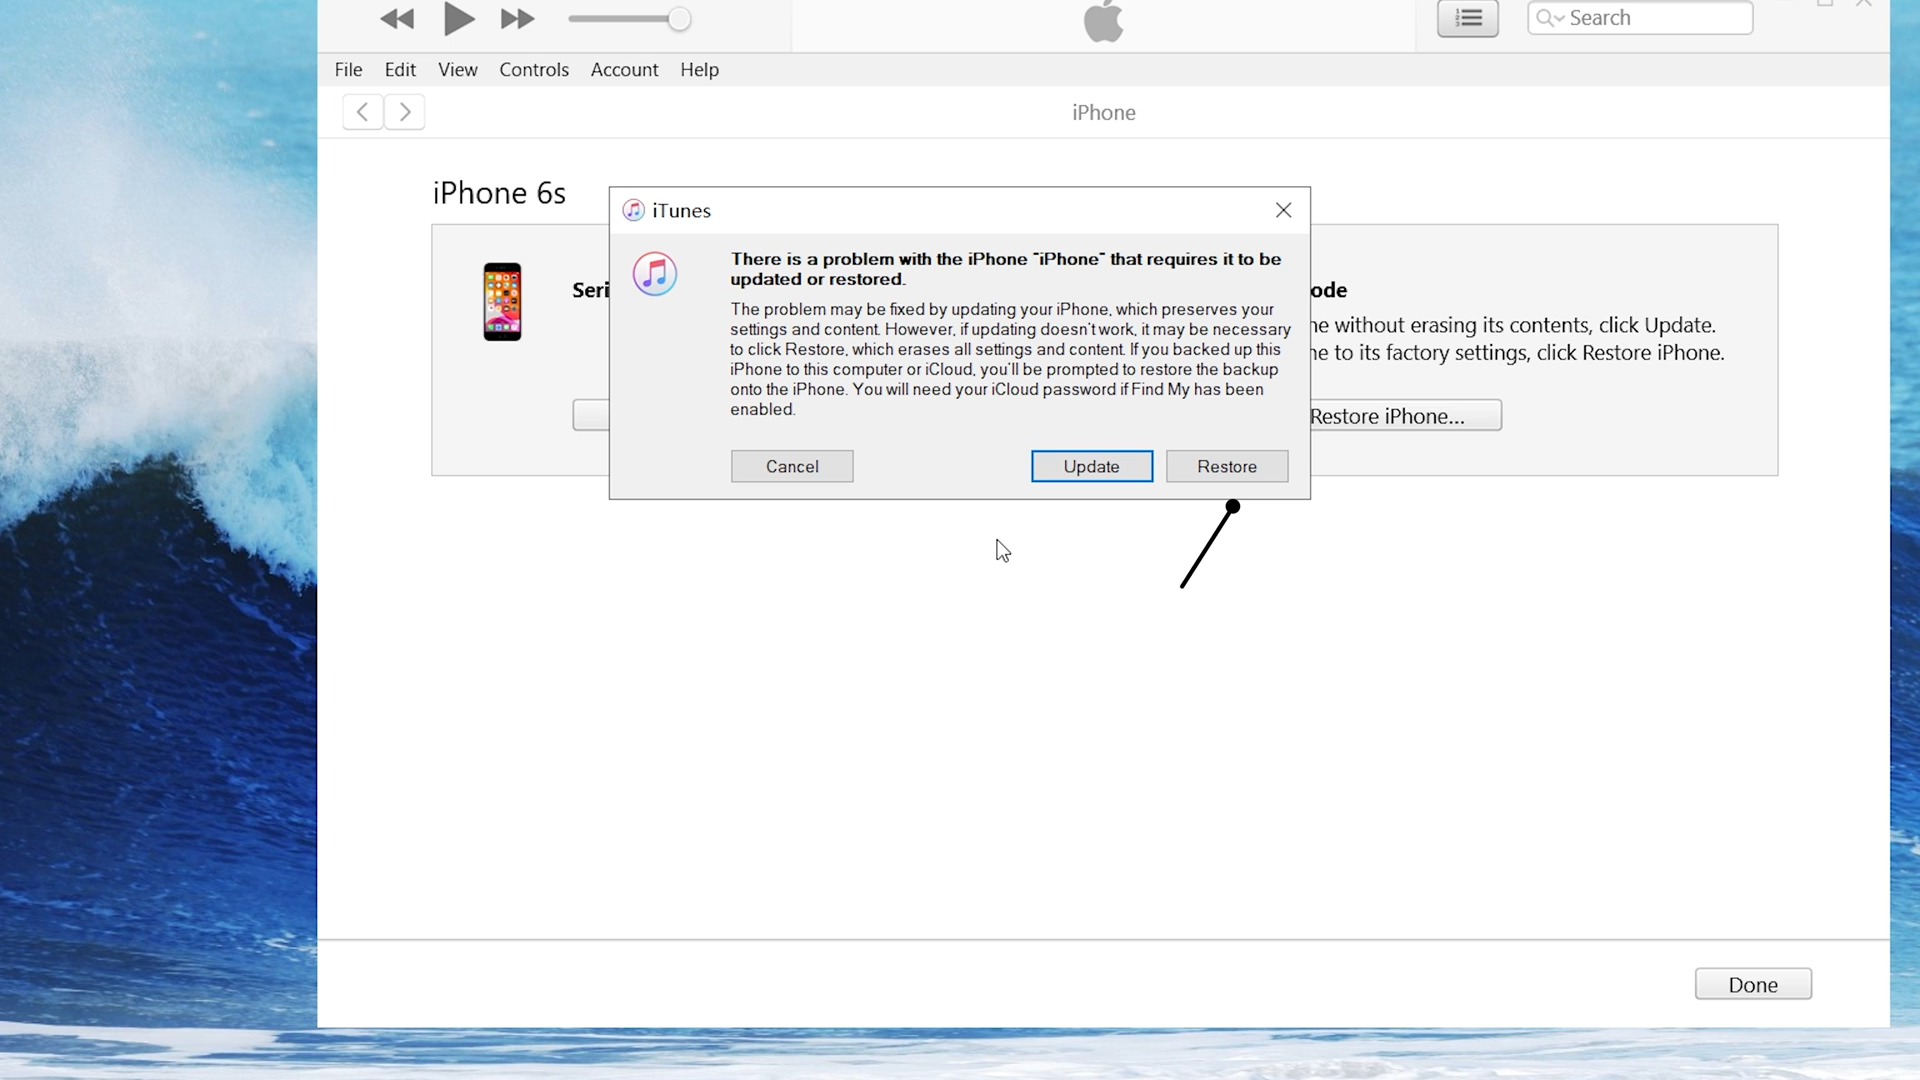 Search
File Edit View Controls Account Help
iPhone
iPhone 6s
iTunes
There is a problem with the iPhone "iPhone" that requires it to be
updated or restored.
The problem may be fixed by updating your iPhone, which preserves your
settings and content. However, if updating doesn't work, it may be necessary
to click Restore, which erases all settings and content. If you backed up this
iPhone to this computer or iCloud, you'll be prompted to restore the backup
onto the iPhone. You will need your iCloud password if Find My has been
enabled.
Cancel Update Restore
Seri
ode
ne without erasing its contents, click Update.
ne to its factory settings, click Restore iPhone.
Restore iPhone...
Done